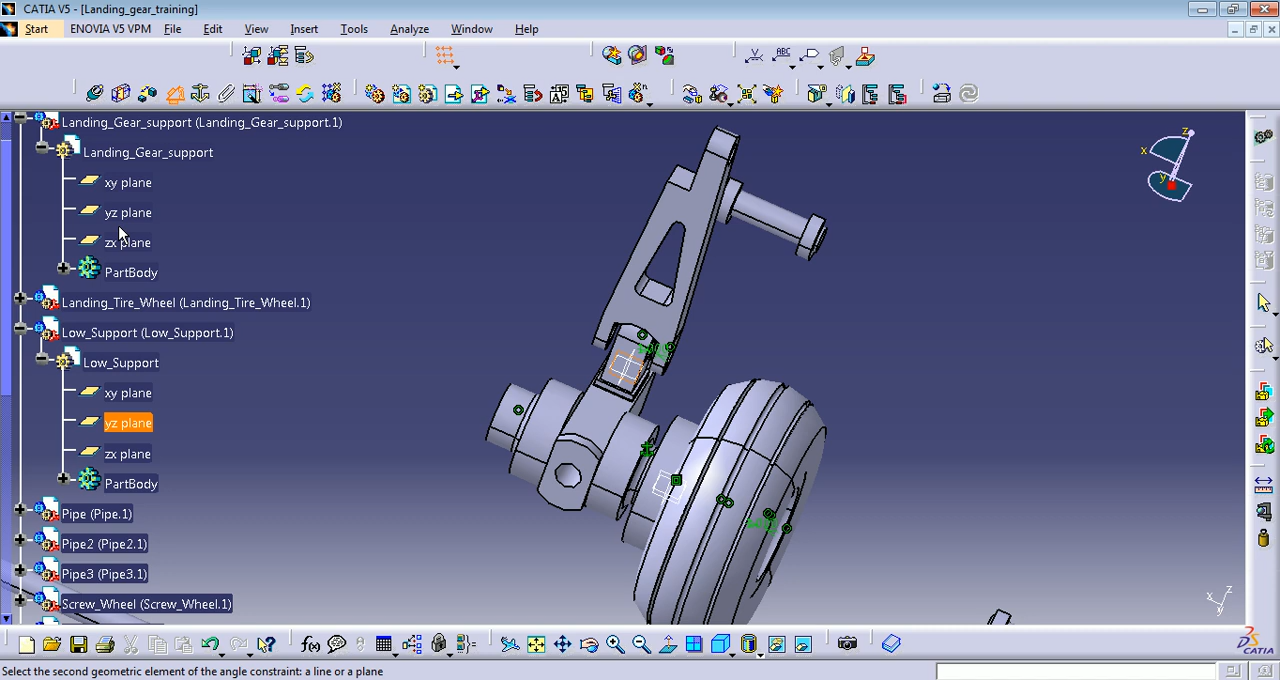 CATIA V5 - [Landing_gear_training]
Start ENOVIA V5 VPM File Edit View Insert Tools Analyze Window Help
ABC
Landing_Gear_support (Landing_Gear_support.1)
Landing_Gear_support
xy plane
yz plane
zx plane
PartBody
Landing_Tire_Wheel (Landing_Tire_Wheel.1)
Low_Support (Low_Support.1)
Low_Support
xy plane
yz plane
zx plane
PartBody
Pipe (Pipe.1)
Pipe2 (Pipe2.1)
Pipe3 (Pipe3.1)
Screw_Wheel (Screw_Wheel.1)
z
x
y
x z
y
f(x)
CATIA
Select the second geometric element of the angle constraint: a line or a plane